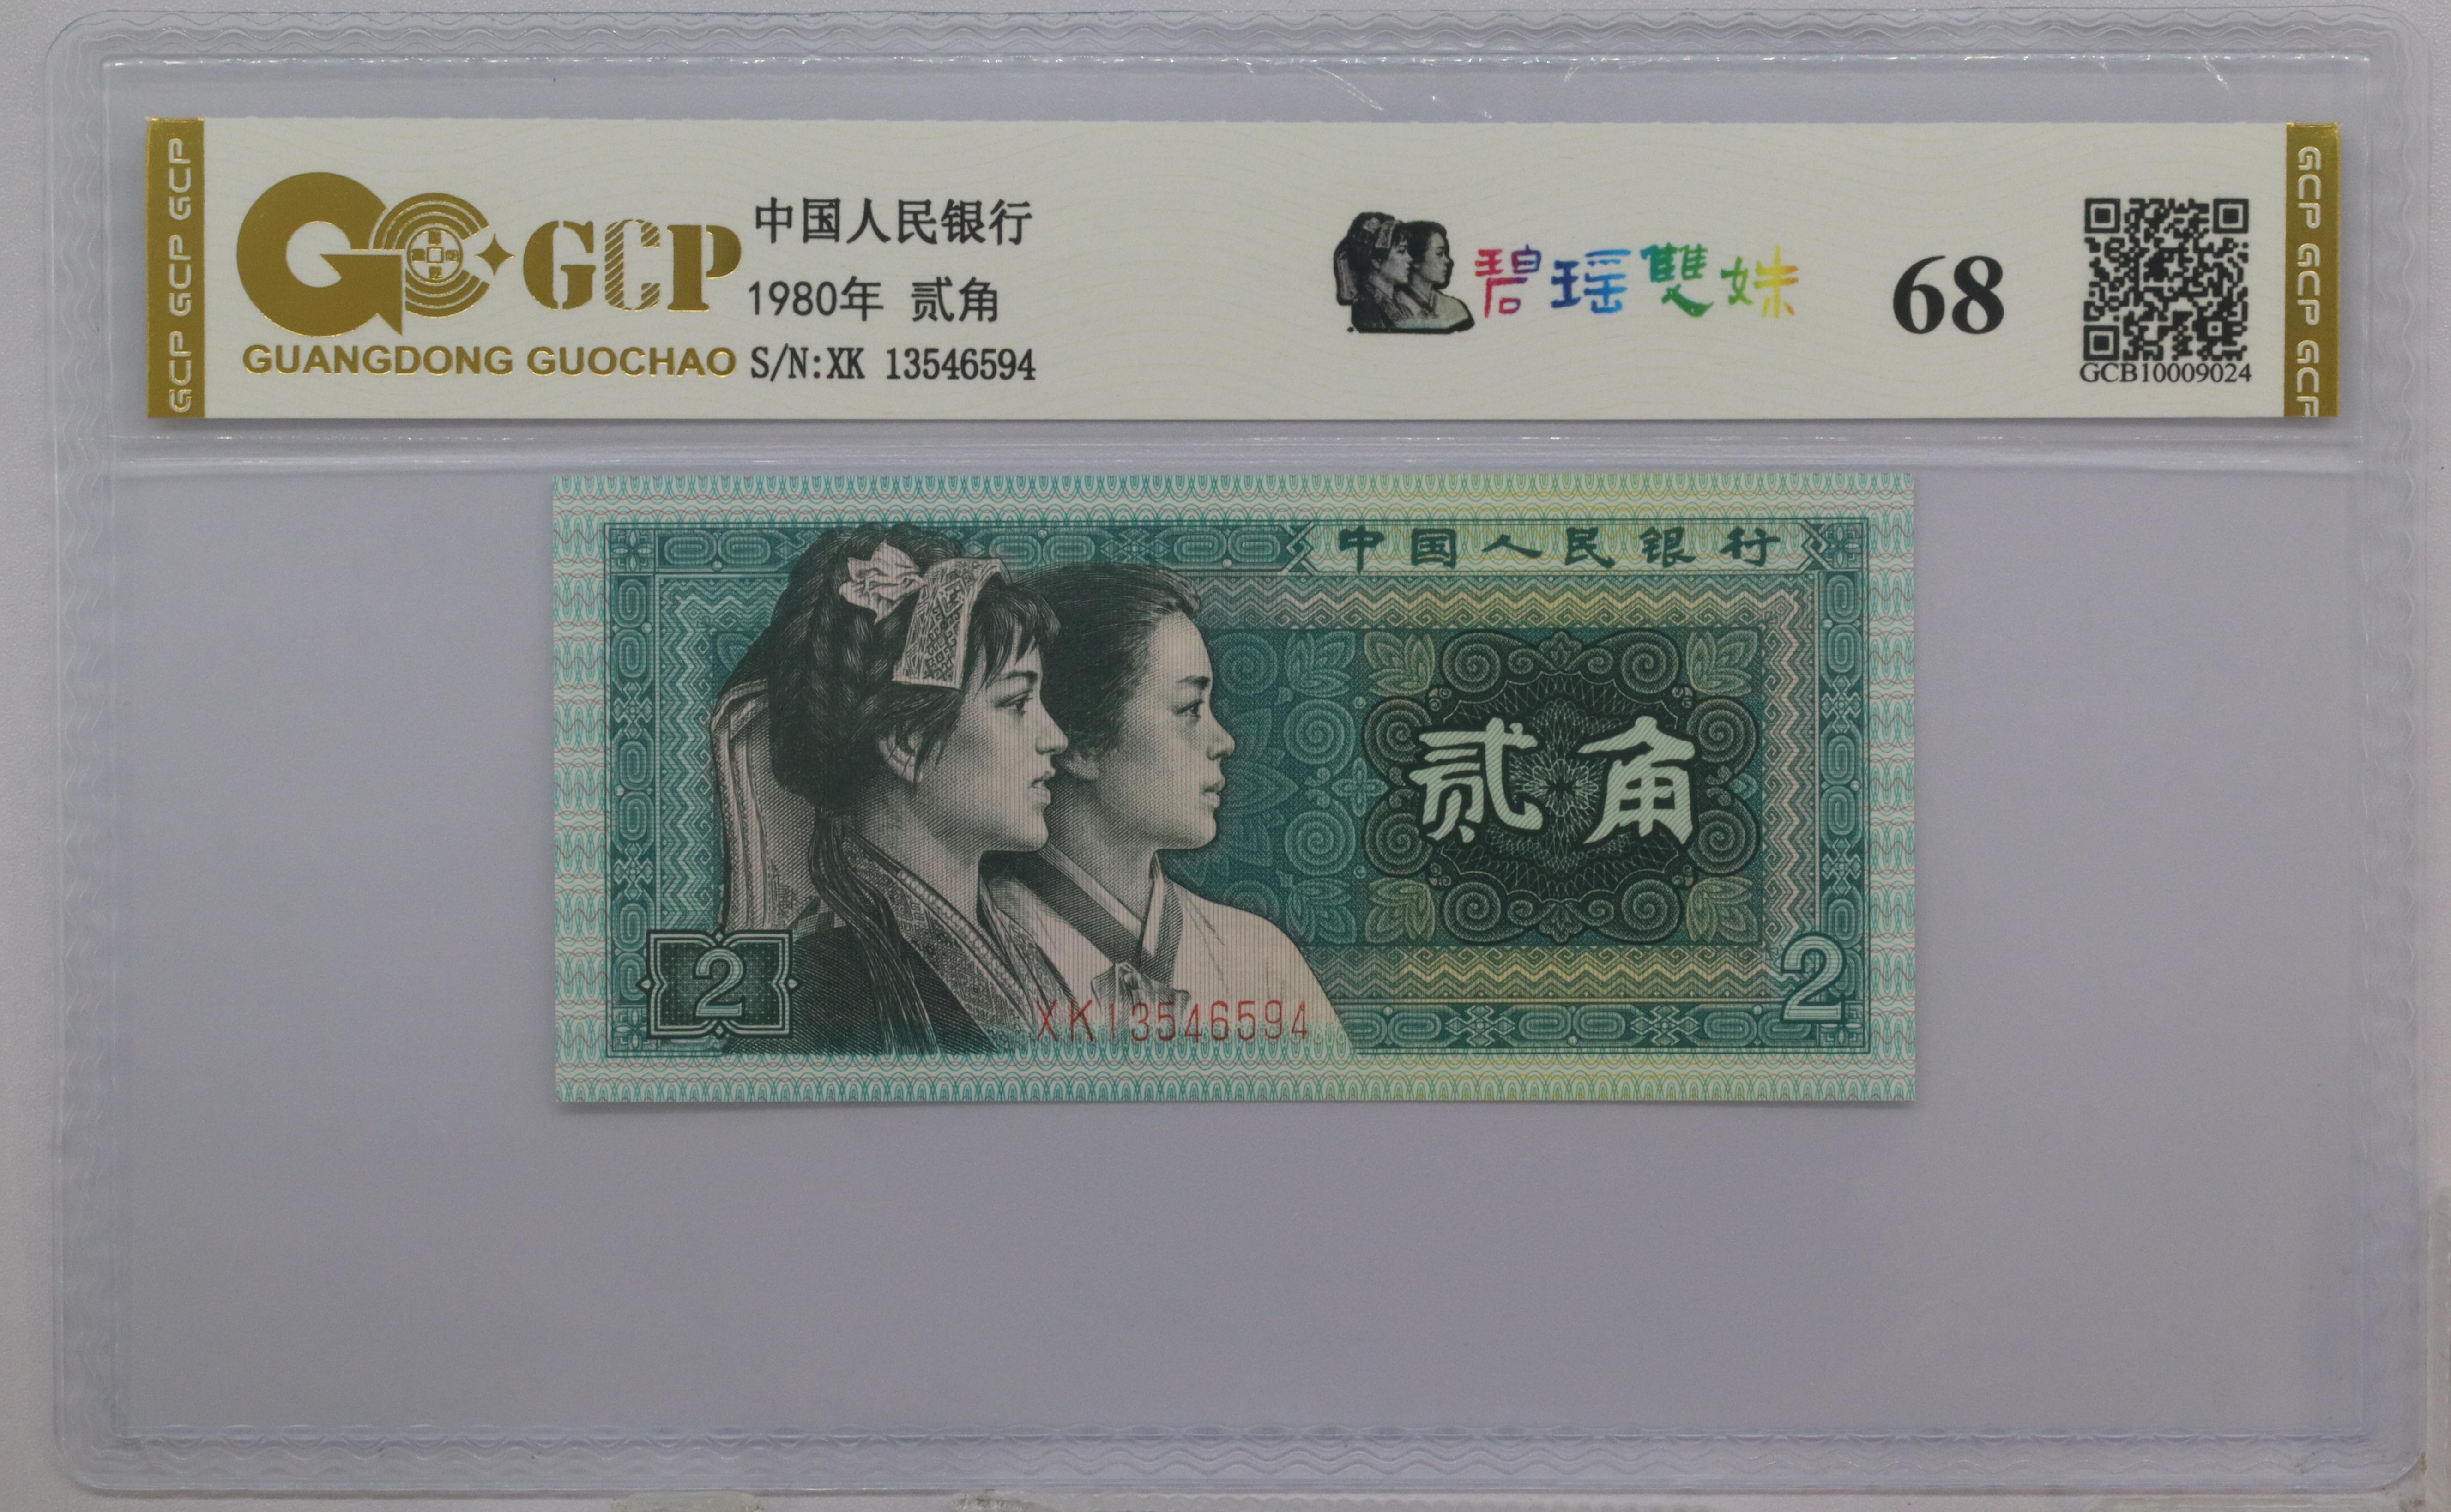 GCP GCP GCP
GCP
GUANGDONG GUOCHAO
中国人民银行
1980年 贰角
S/N:XK 13546594
碧瑶雙姝
68
GCB10009024
GCP GCP GCP
中国人民银行
贰角
2
2
XK13546594